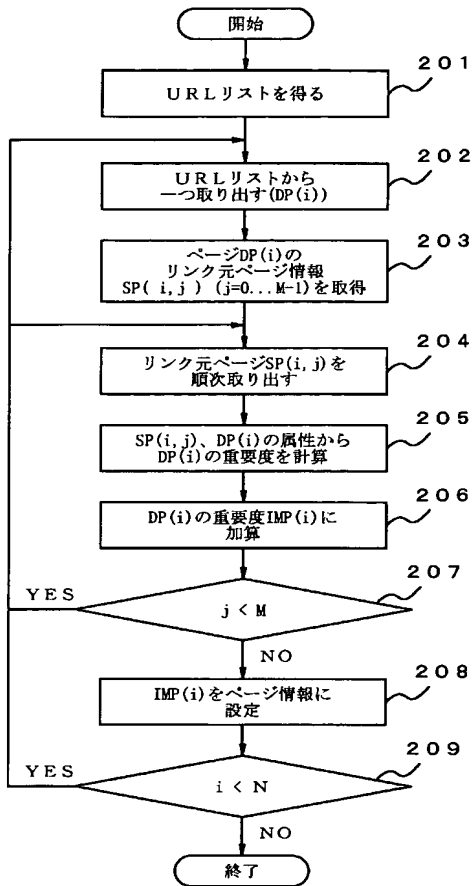 開始
201
URLリストを得る
202
URLリストから
一つ取り出す(DP(i))
203
ページDP(i)の
リンク元ページ情報
SP( i,j ) (j=0...M-1)を取得
204
リンク元ページSP(i,j)を
順次取り出す
205
SP(i,j)、DP(i)の属性から
DP(i)の重要度を計算
206
DP(i)の重要度IMP(i)に
加算
207
YES
j < M
NO
208
IMP(i)をページ情報に
設定
209
YES
i < N
NO
終了